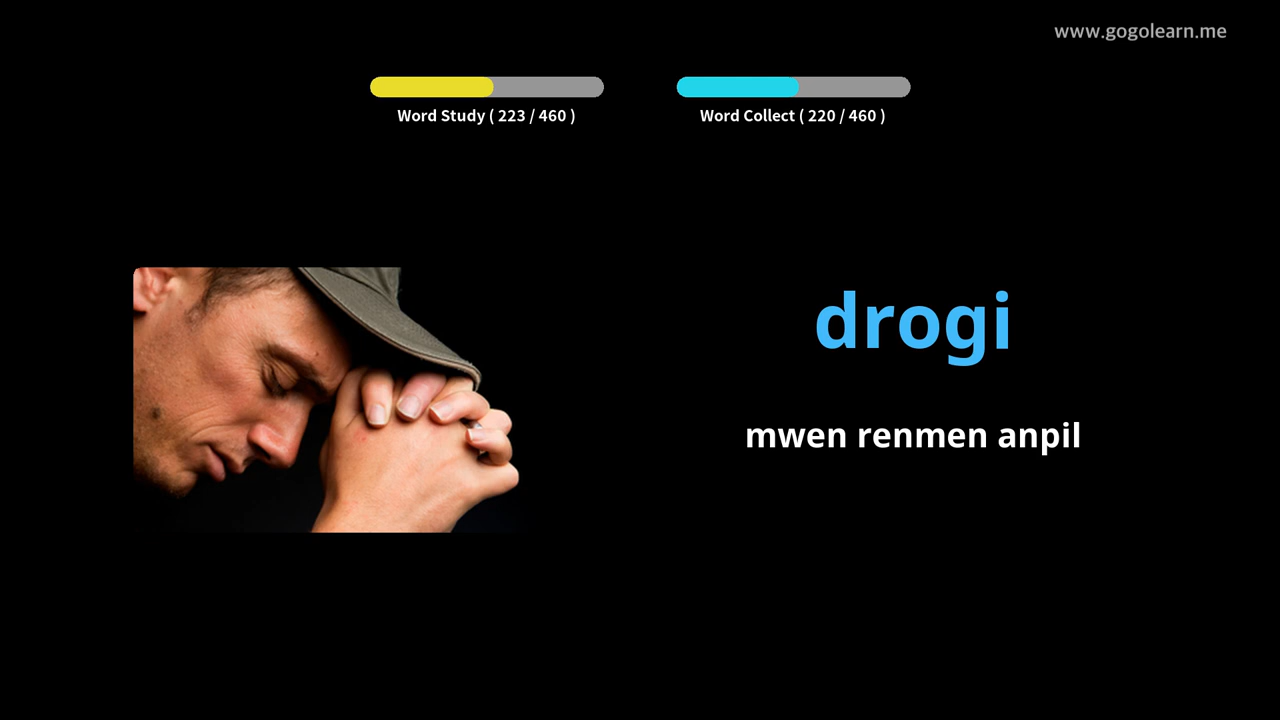 www.gogolearn.me
Word Study ( 223 / 460 )
Word Collect ( 220 / 460 )
drogi
mwen renmen anpil